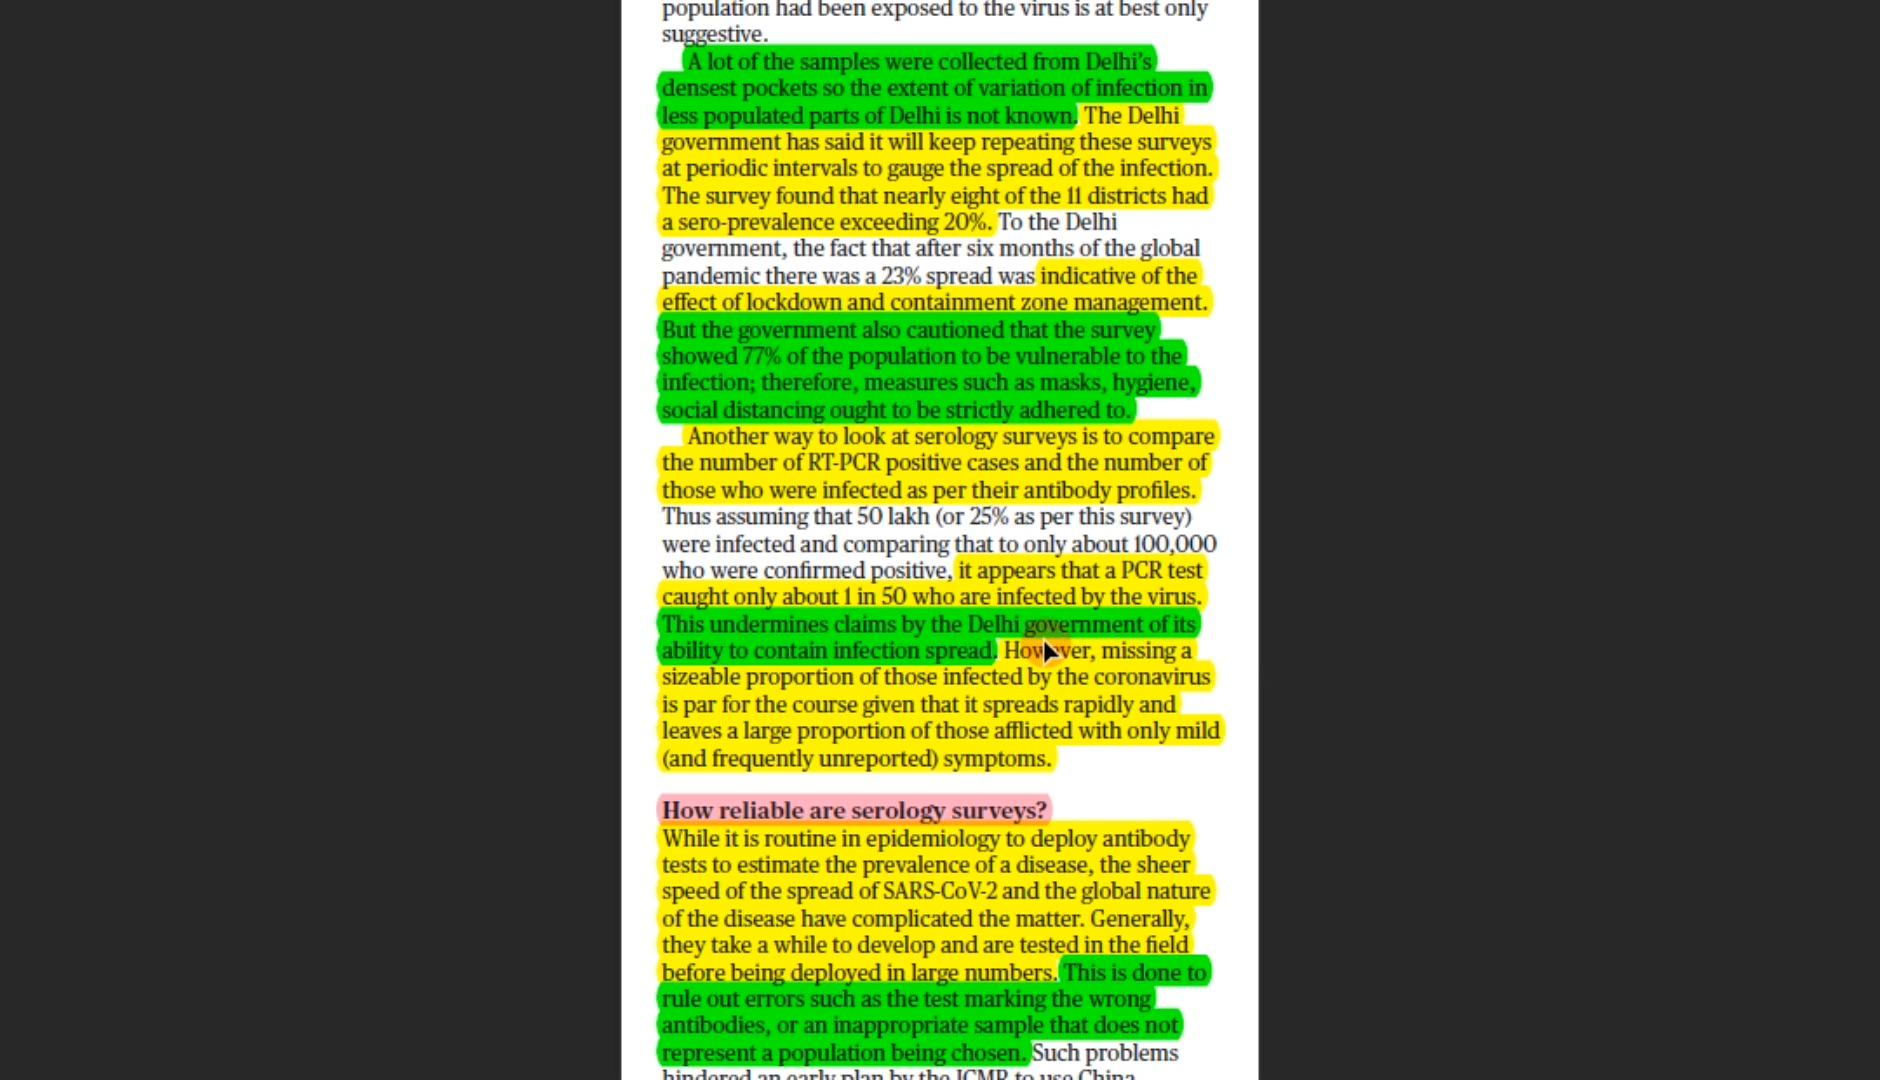 population had been exposed to the virus is at best only
suggestive.
A lot of the samples were collected from Delhi’s
densest pockets so the extent of variation of infection in
less populated parts of Delhi is not known. The Delhi
government has said it will keep repeating these surveys
at periodic intervals to gauge the spread of the infection.
The survey found that nearly eight of the 11 districts had
a sero-prevalence exceeding 20%. To the Delhi
government, the fact that after six months of the global
pandemic there was a 23% spread was indicative of the
effect of lockdown and containment zone management.
But the government also cautioned that the survey
showed 77% of the population to be vulnerable to the
infection; therefore, measures such as masks, hygiene,
social distancing ought to be strictly adhered to.
Another way to look at serology surveys is to compare
the number of RT-PCR positive cases and the number of
those who were infected as per their antibody profiles.
Thus assuming that 50 lakh (or 25% as per this survey)
were infected and comparing that to only about 100,000
who were confirmed positive, it appears that a PCR test
caught only about 1 in 50 who are infected by the virus.
This undermines claims by the Delhi government of its
ability to contain infection spread. However, missing a
sizeable proportion of those infected by the coronavirus
is par for the course given that it spreads rapidly and
leaves a large proportion of those afflicted with only mild
(and frequently unreported) symptoms.
How reliable are serology surveys?
While it is routine in epidemiology to deploy antibody
tests to estimate the prevalence of a disease, the sheer
speed of the spread of SARS-CoV-2 and the global nature
of the disease have complicated the matter. Generally,
they take a while to develop and are tested in the field
before being deployed in large numbers. This is done to
rule out errors such as the test marking the wrong
antibodies, or an inappropriate sample that does not
represent a population being chosen. Such problems
hindered an early plan by the ICMR to use China